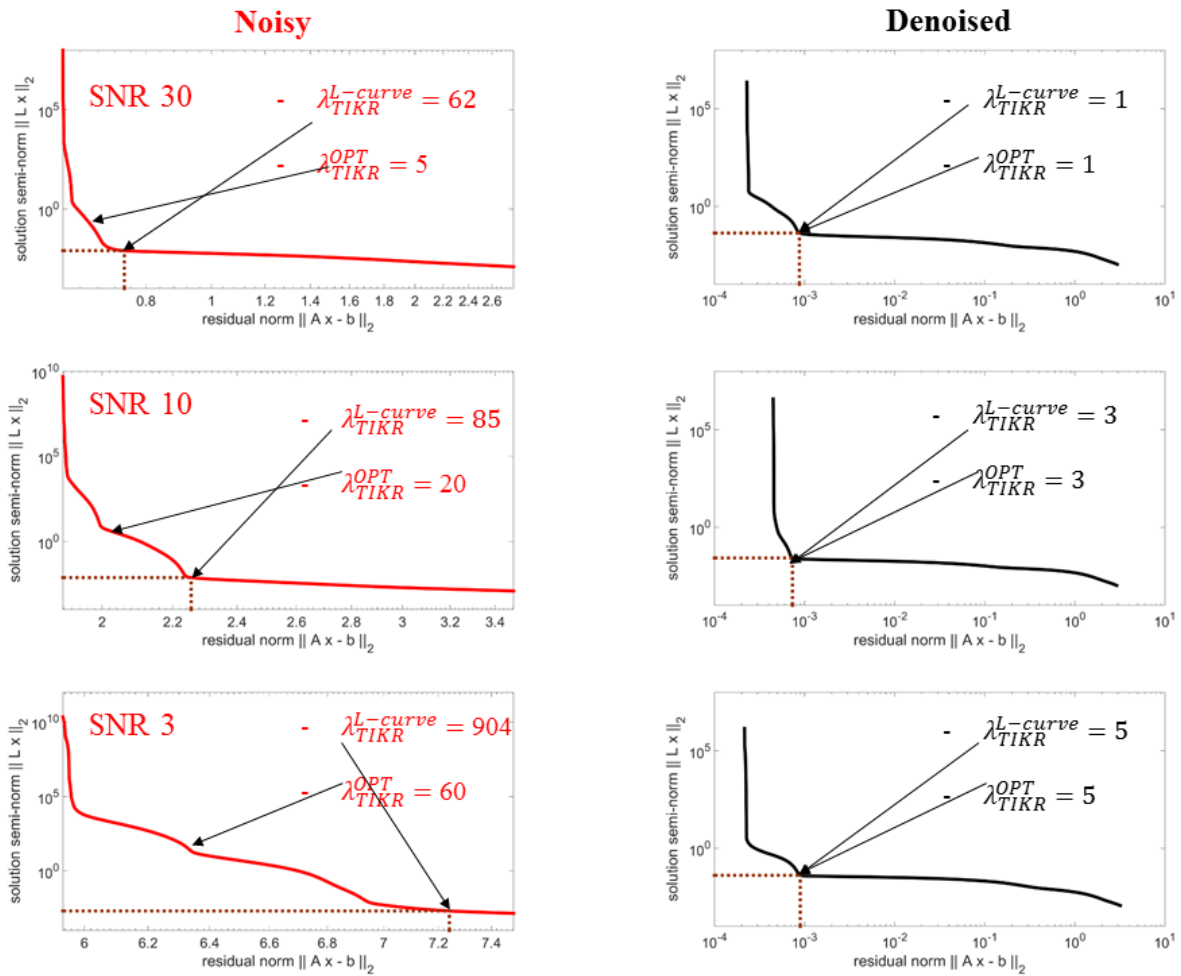 Noisy
Denoised
SNR 30
- λ_TIKR^L-curve = 62
- λ_TIKR^OPT = 5
10^5
10^0
solution semi-norm || L x ||_2
0.8 1 1.2 1.4 1.6 1.8 2 2.2 2.4 2.6
residual norm || A x - b ||_2
- λ_TIKR^L-curve = 1
- λ_TIKR^OPT = 1
10^5
10^0
solution semi-norm || L x ||_2
10^-4 10^-3 10^-2 10^-1 10^0 10^1
residual norm || A x - b ||_2
SNR 10
- λ_TIKR^L-curve = 85
- λ_TIKR^OPT = 20
10^10
10^5
10^0
solution semi-norm || L x ||_2
2 2.2 2.4 2.6 2.8 3 3.2 3.4
residual norm || A x - b ||_2
- λ_TIKR^L-curve = 3
- λ_TIKR^OPT = 3
10^5
10^0
solution semi-norm || L x ||_2
10^-4 10^-3 10^-2 10^-1 10^0 10^1
residual norm || A x - b ||_2
SNR 3
- λ_TIKR^L-curve = 904
- λ_TIKR^OPT = 60
10^10
10^5
10^0
solution semi-norm || L x ||_2
6 6.2 6.4 6.6 6.8 7 7.2 7.4
residual norm || A x - b ||_2
- λ_TIKR^L-curve = 5
- λ_TIKR^OPT = 5
10^5
10^0
solution semi-norm || L x ||_2
10^-4 10^-3 10^-2 10^-1 10^0 10^1
residual norm || A x - b ||_2